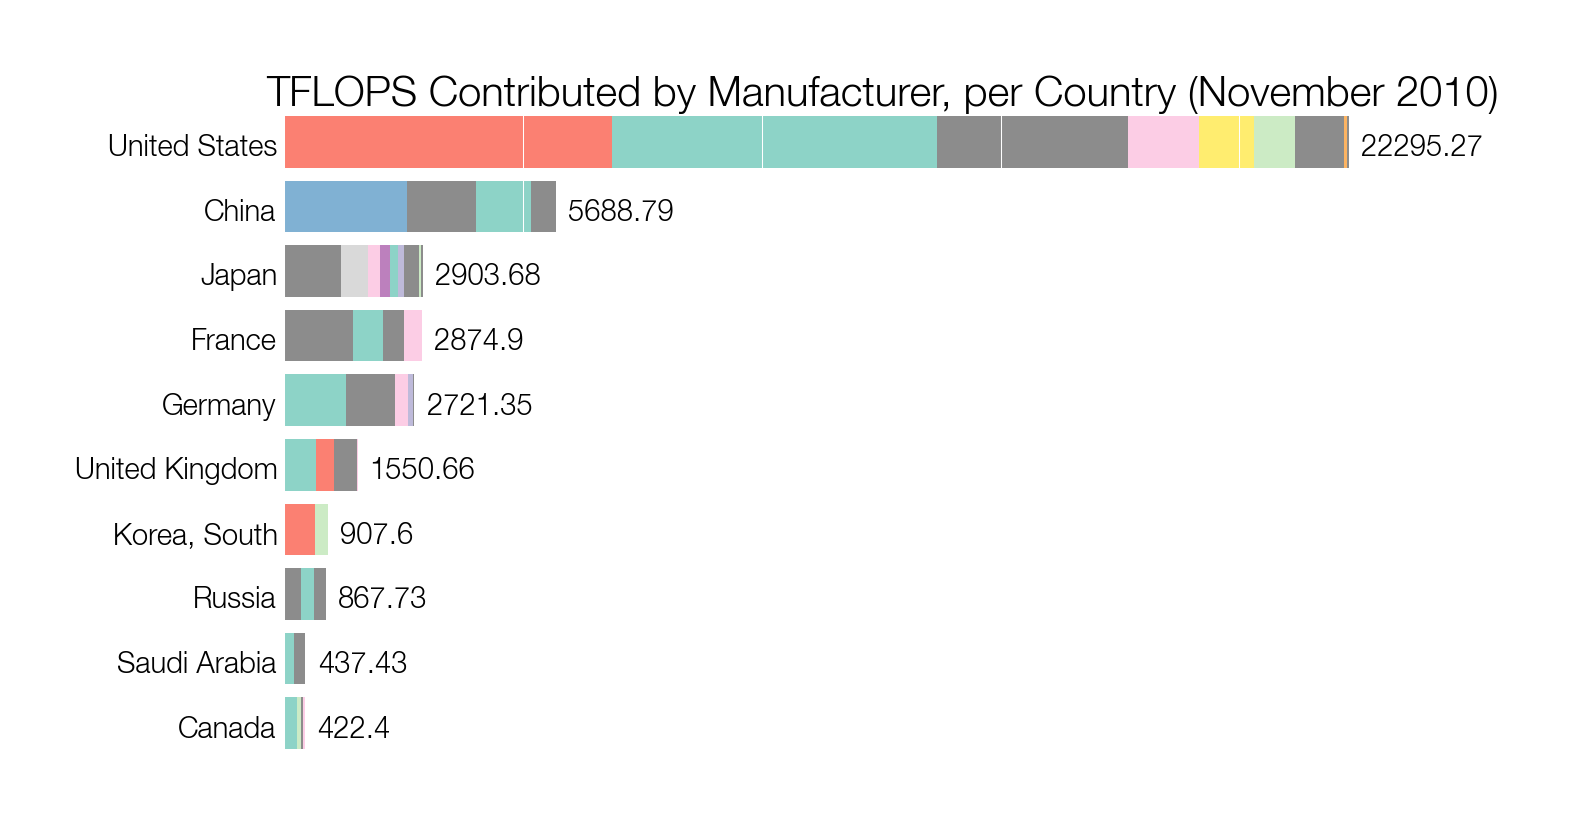 TFLOPS Contributed by Manufacturer, per Country (November 2010)
United States 22295.27
China 5688.79
Japan 2903.68
France 2874.9
Germany 2721.35
United Kingdom 1550.66
Korea, South 907.6
Russia 867.73
Saudi Arabia 437.43
Canada 422.4